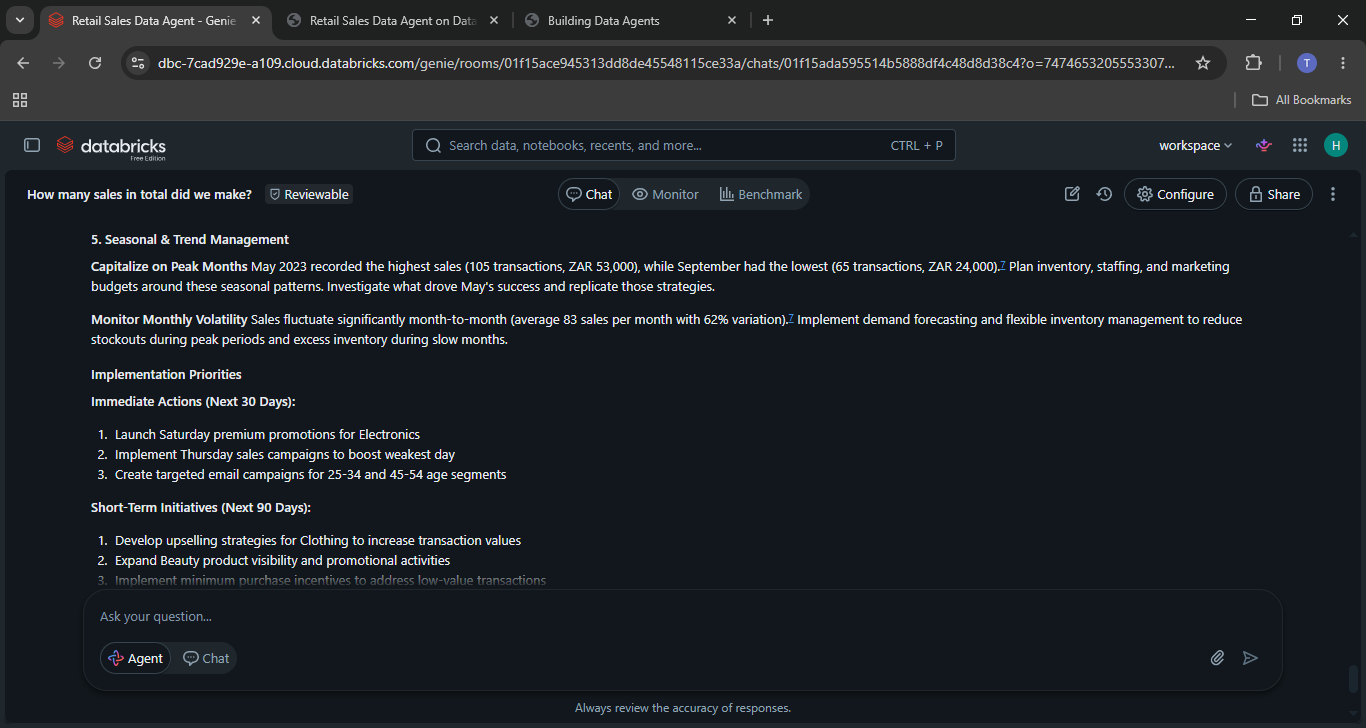 Retail Sales Data Agent - Genie
Retail Sales Data Agent on Data
Building Data Agents
dbc-7cad929e-a109.cloud.databricks.com/genie/rooms/01f15ace945313dd8de45548115ce33a/chats/01f15ada595514b5888df4c48d8d38c4?o=7474653205553307...
T
All Bookmarks
databricks
Free Edition
Search data, notebooks, recents, and more...
CTRL + P
workspace
H
How many sales in total did we make?
Reviewable
Chat
Monitor
Benchmark
Configure
Share
5. Seasonal & Trend Management
Capitalize on Peak Months May 2023 recorded the highest sales (105 transactions, ZAR 53,000), while September had the lowest (65 transactions, ZAR 24,000).7 Plan inventory, staffing, and marketing
budgets around these seasonal patterns. Investigate what drove May's success and replicate those strategies.
Monitor Monthly Volatility Sales fluctuate significantly month-to-month (average 83 sales per month with 62% variation).7 Implement demand forecasting and flexible inventory management to reduce
stockouts during peak periods and excess inventory during slow months.
Implementation Priorities
Immediate Actions (Next 30 Days):
1. Launch Saturday premium promotions for Electronics
2. Implement Thursday sales campaigns to boost weakest day
3. Create targeted email campaigns for 25-34 and 45-54 age segments
Short-Term Initiatives (Next 90 Days):
1. Develop upselling strategies for Clothing to increase transaction values
2. Expand Beauty product visibility and promotional activities
3. Implement minimum purchase incentives to address low-value transactions
Ask your question...
Agent
Chat
Always review the accuracy of responses.